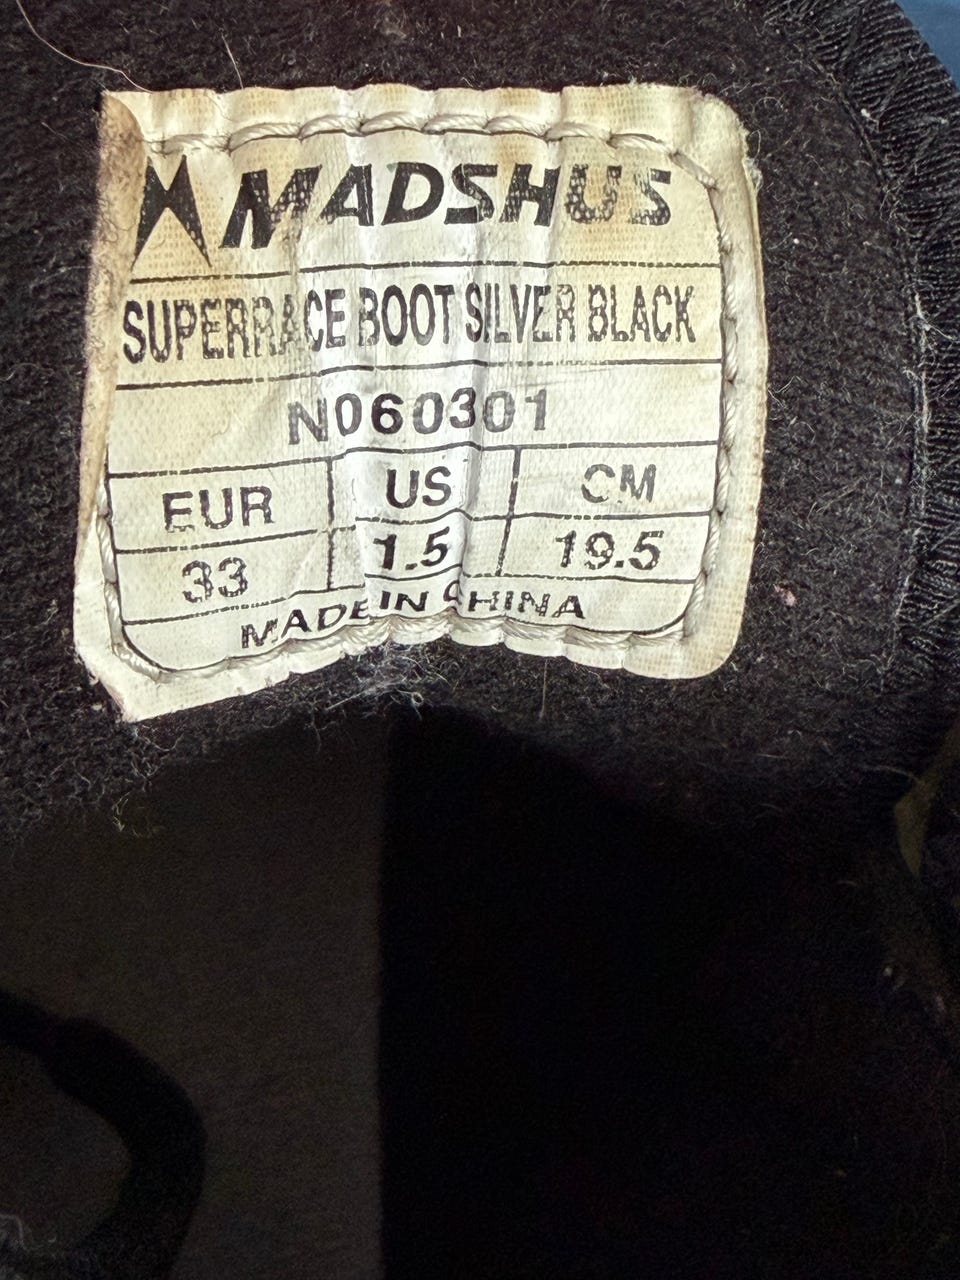 MADSHUS
SUPERRACE BOOT SILVER BLACK
N060301
EUR US CM
33 1.5 19.5
MADE IN CHINA